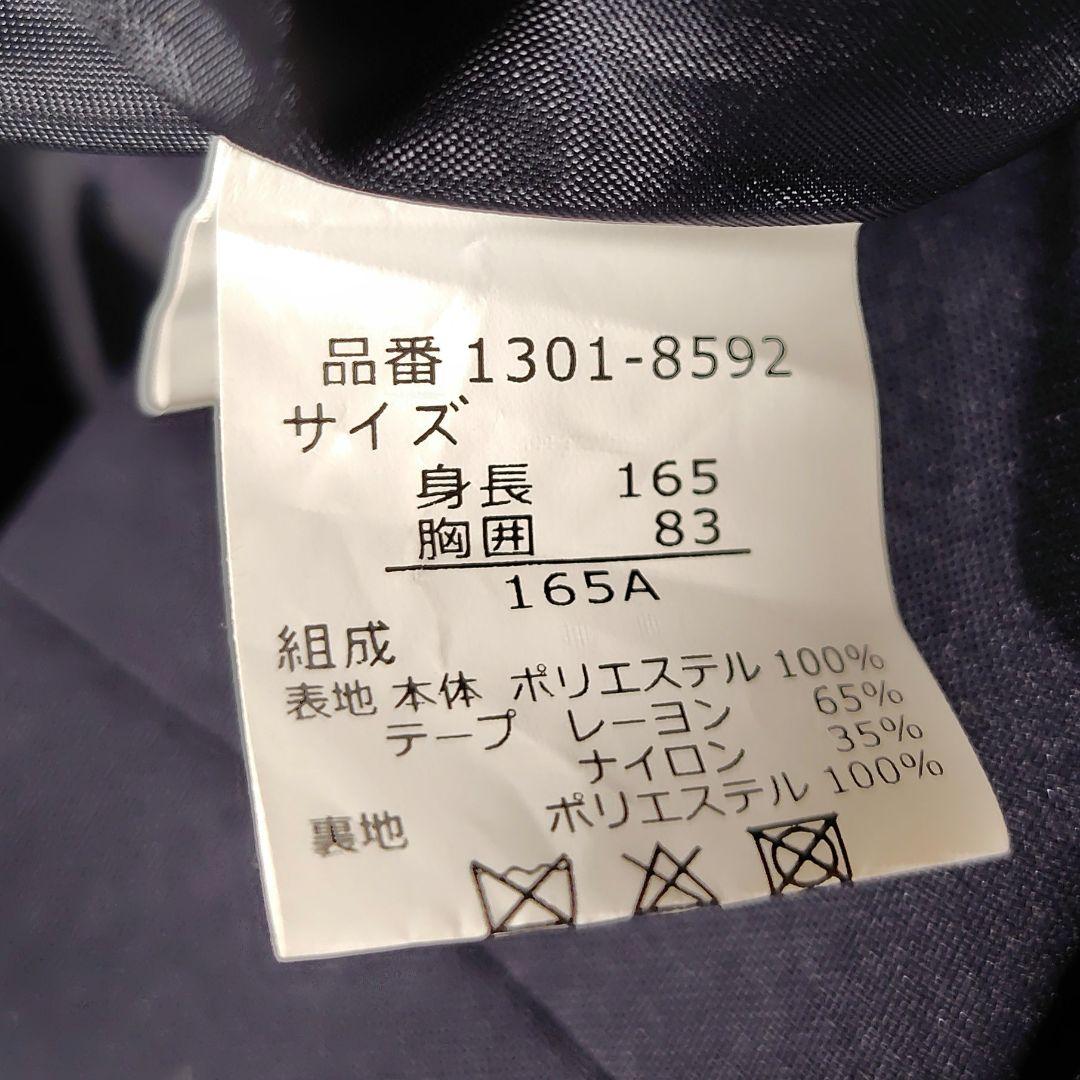 品番 1301-8592
サイズ
身長 165
胸囲 83
165A
組成
表地 本体 ポリエステル 100%
テープ レーヨン 65%
ナイロン 35%
裏地 ポリエステル 100%